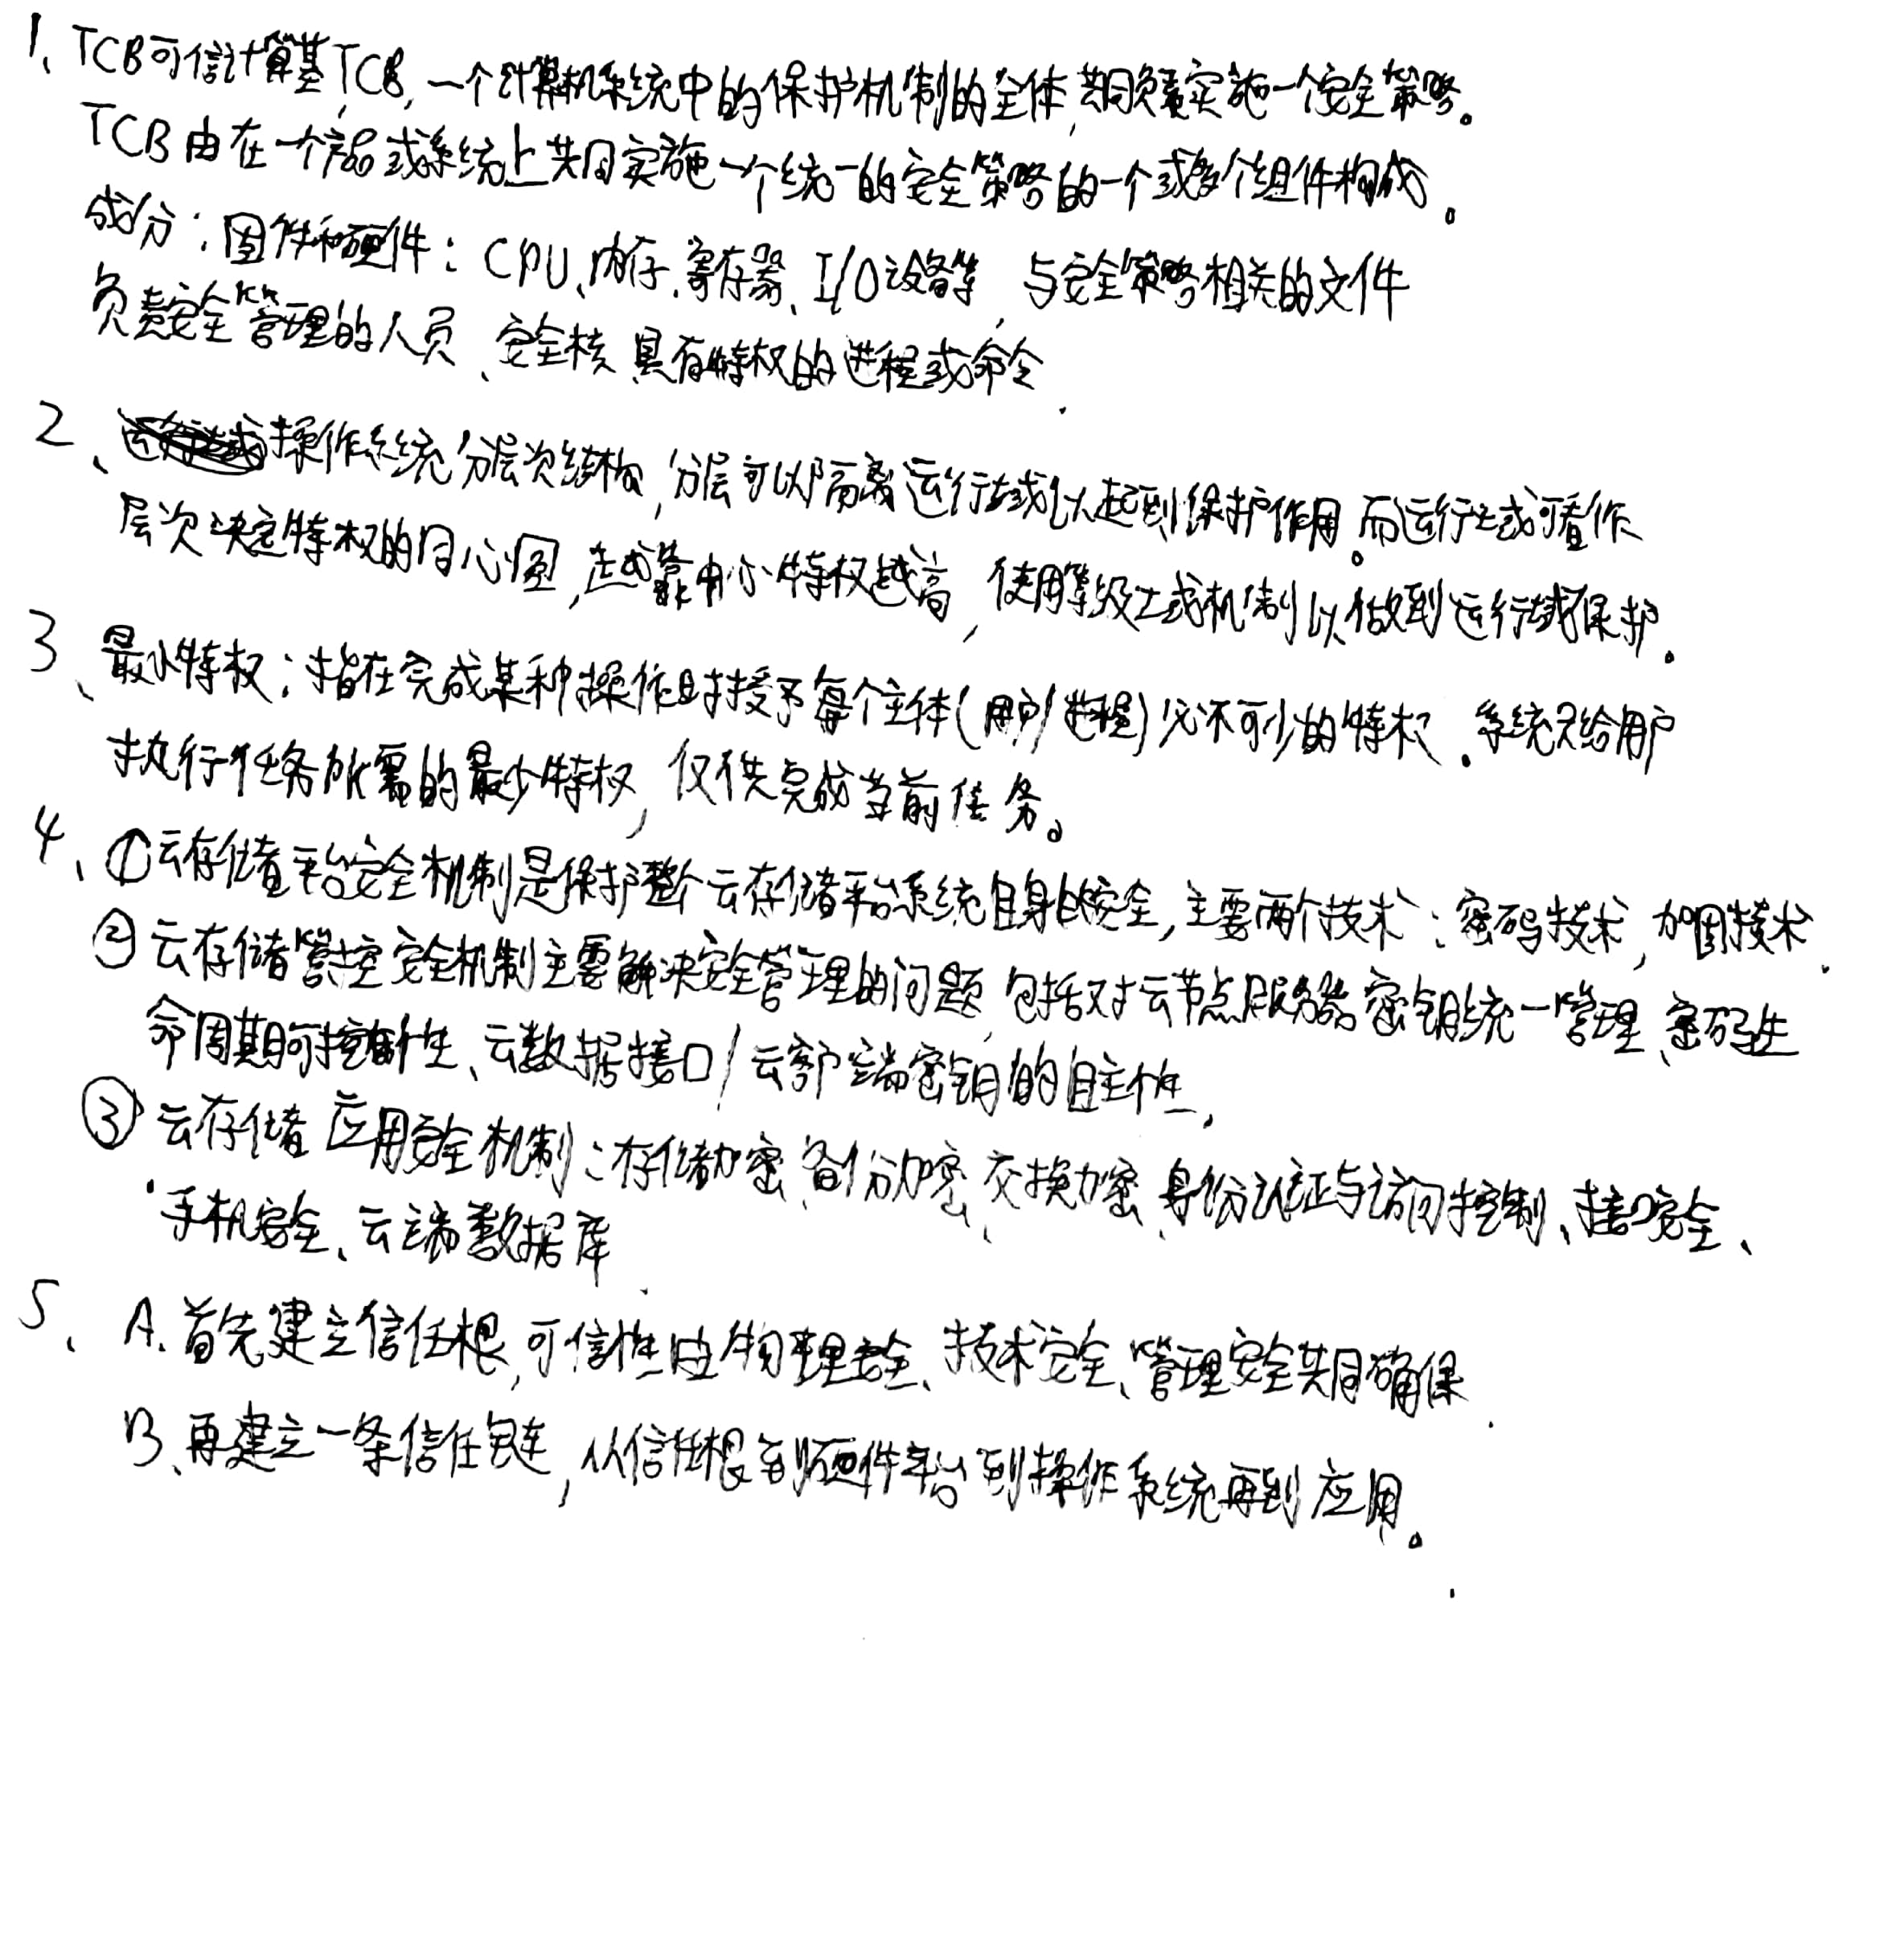 1、TCB可信计算基TCB,一个计算机系统中的保护机制的全体,共同负责实施一个安全策略。
TCB由在一个产品或系统上共同实施一个统一的安全策略的一个或多个组件构成。
成分:固件和硬件:CPU、内存、寄存器、I/O设备等、与安全策略相关的文件
负责安全管理的人员、安全核、具有特权的进程或命令.
2、操作系统分层次结构,分层可以隔离运行域以起到保护作用。而运行域可看作
层次决定特权的同心圆,越靠中心特权越高,使用等级域机制以做到运行域保护。
3、最小特权:指在完成某种操作时授予每个主体(用户/进程)必不可少的特权.系统只给用户
执行任务所需的最少特权,仅供完成当前任务。
4、①云存储平台安全机制是保护整个云存储平台系统自身的安全,主要两个技术:密码技术,加固技术.
②云存储管控安全机制主要解决安全管理的问题,包括对云节点服务器密钥统一管理、密码生
命周期可控制性、云数据接口/云客户端密钥的自主性.
③云存储应用安全机制:存储加密、备份加密、交换加密、身份认证与访问控制、接口安全、
手机安全、云端数据库.
5、A.首先建立信任根,可信性由物理安全、技术安全、管理安全共同确保.
B、再建立一条信任链,从信任根到硬件平台到操作系统再到应用。